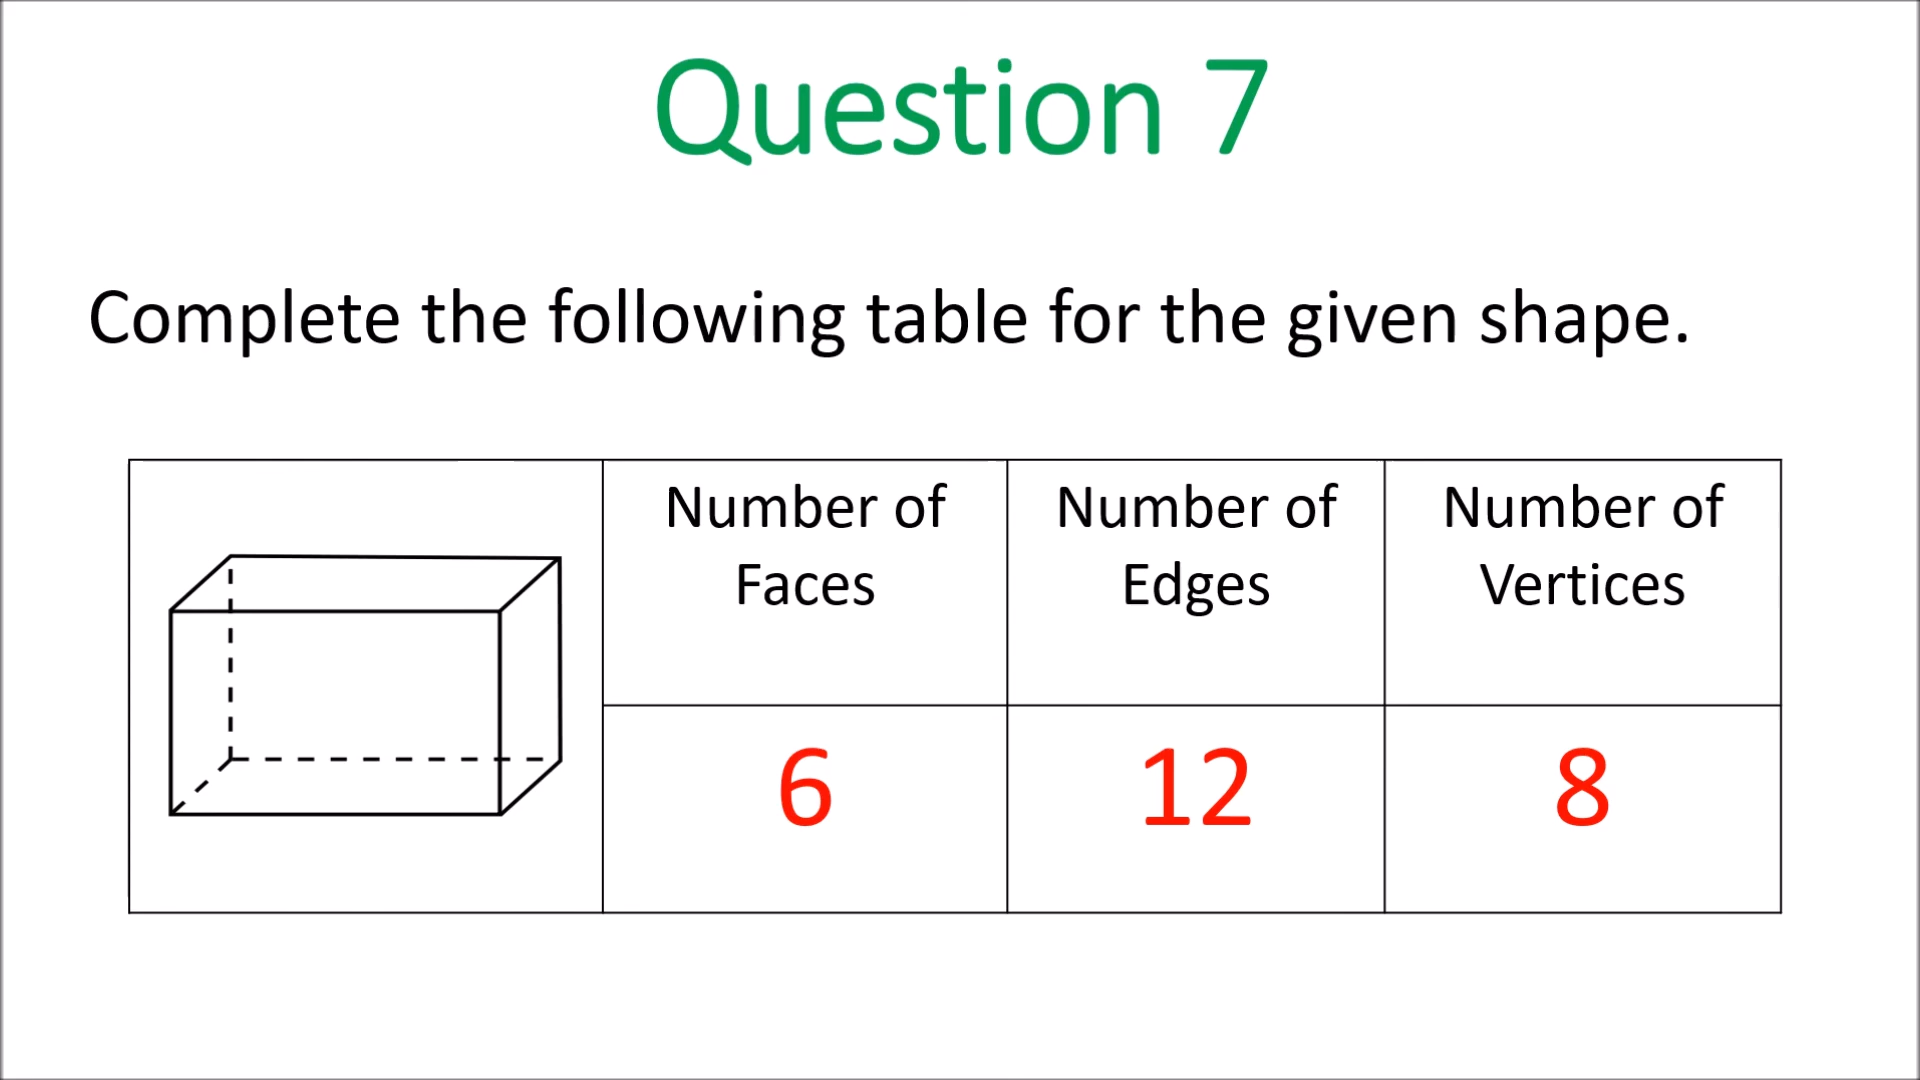 Question 7
Complete the following table for the given shape.
Number of Faces
Number of Edges
Number of Vertices
6
12
8